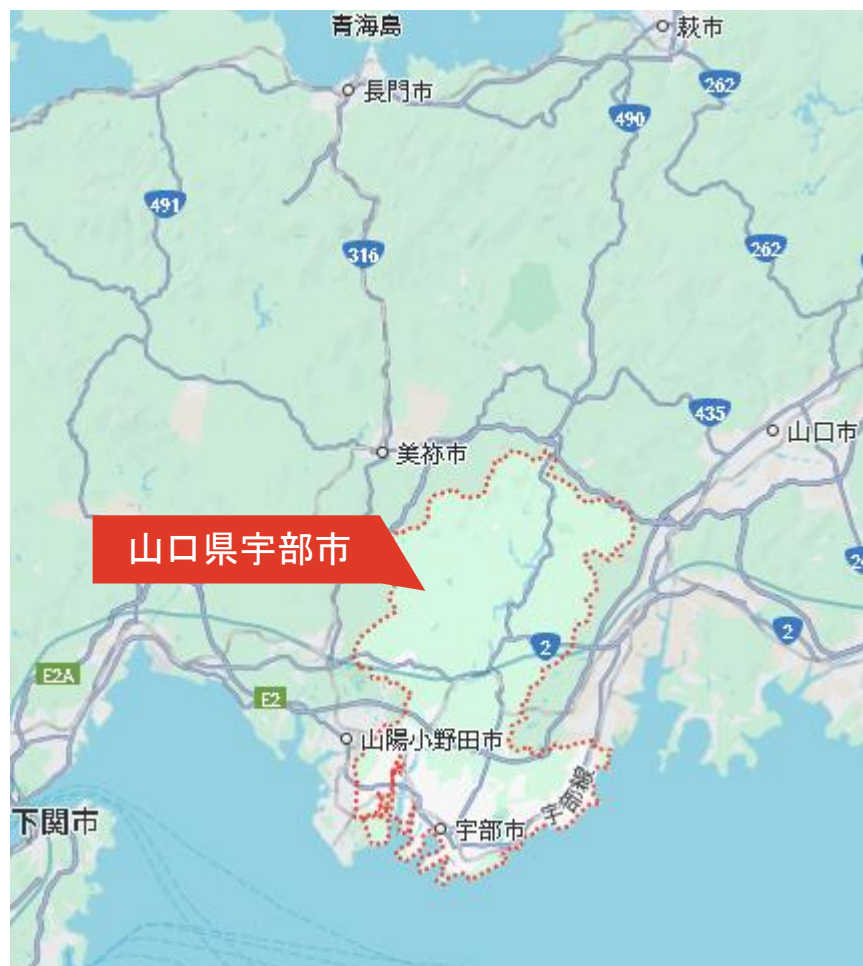 青海島
萩市
長門市
262
490
491
316
262
435
山口市
美祢市
山口県宇部市
2
2
2
E2A
E2
山陽小野田市
宇部線
下関市
宇部市